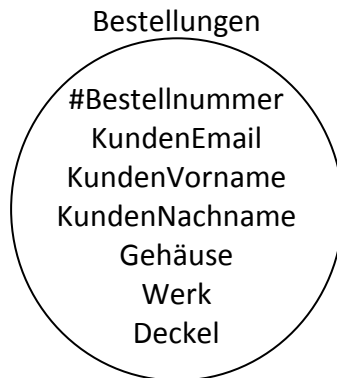 Bestellungen
#Bestellnummer
KundenEmail
KundenVorname
KundenNachname
Gehäuse
Werk
Deckel